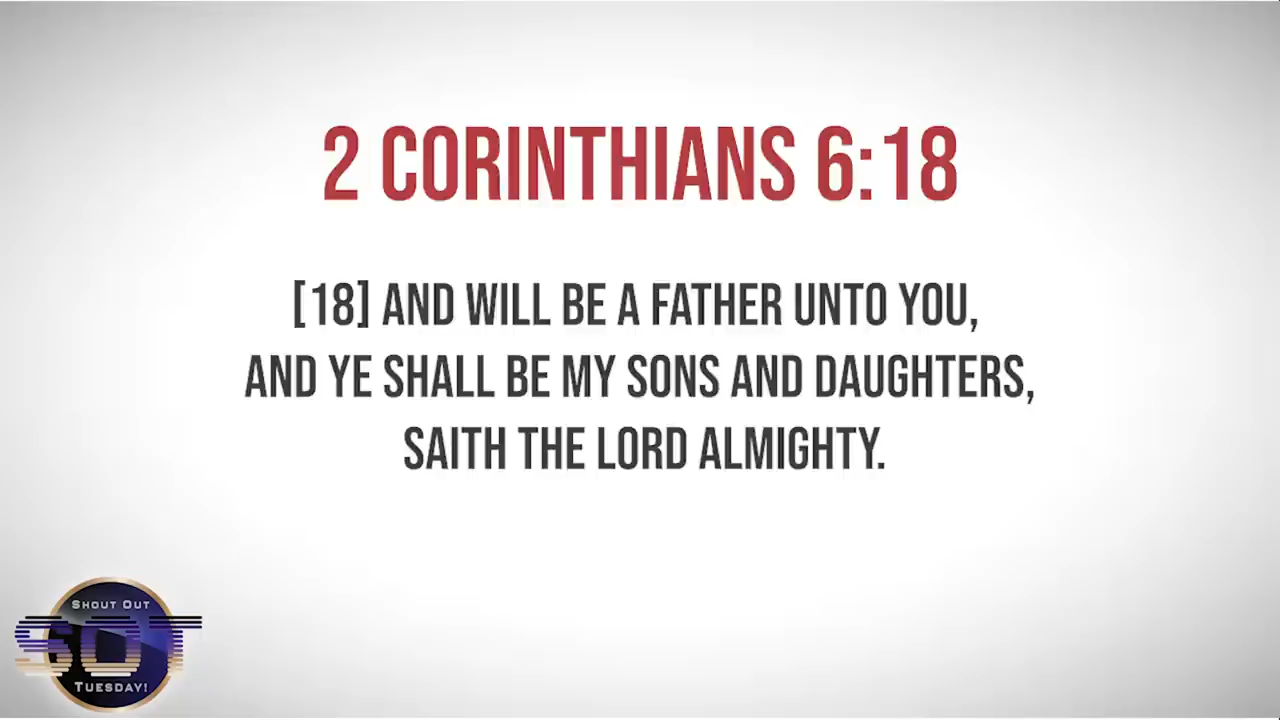 2 CORINTHIANS 6:18
[18] AND WILL BE A FATHER UNTO YOU,
AND YE SHALL BE MY SONS AND DAUGHTERS,
SAITH THE LORD ALMIGHTY.
SHOUT OUT
SOT
TUESDAY!